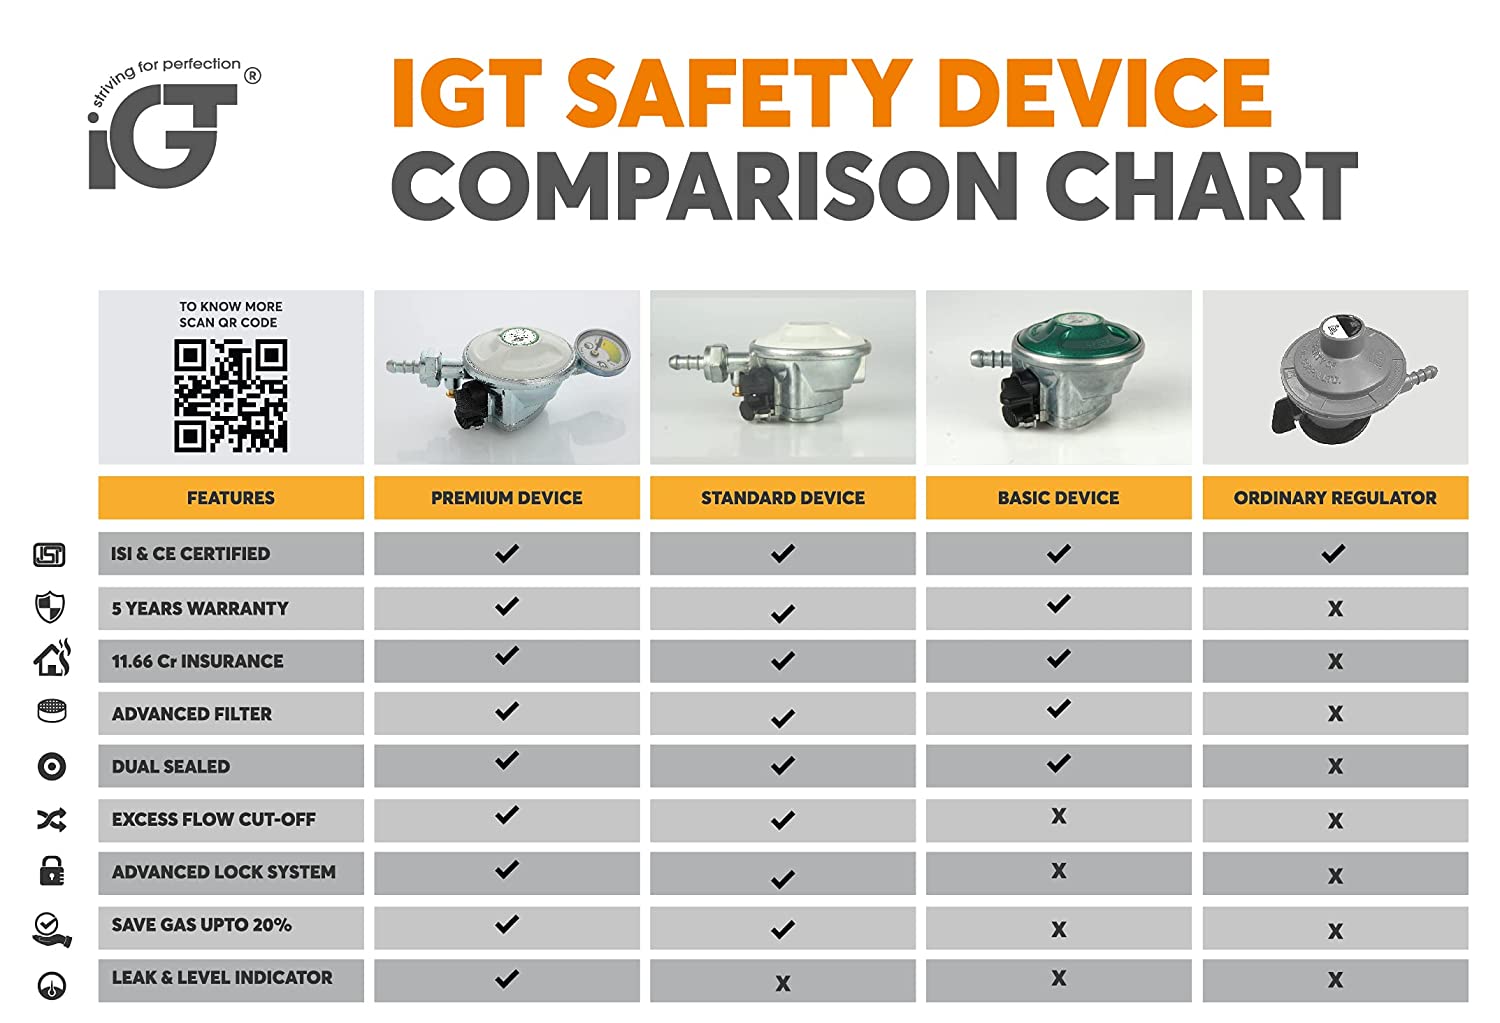 striving for perfection
iGT®
IGT SAFETY DEVICE
COMPARISON CHART
TO KNOW MORE
SCAN QR CODE
FEATURES PREMIUM DEVICE STANDARD DEVICE BASIC DEVICE ORDINARY REGULATOR
ISI & CE CERTIFIED ✓ ✓ ✓ ✓
5 YEARS WARRANTY ✓ ✓ ✓ X
11.66 Cr INSURANCE ✓ ✓ ✓ X
ADVANCED FILTER ✓ ✓ ✓ X
DUAL SEALED ✓ ✓ ✓ X
EXCESS FLOW CUT-OFF ✓ ✓ X X
ADVANCED LOCK SYSTEM ✓ ✓ X X
SAVE GAS UPTO 20% ✓ ✓ X X
LEAK & LEVEL INDICATOR ✓ X X X